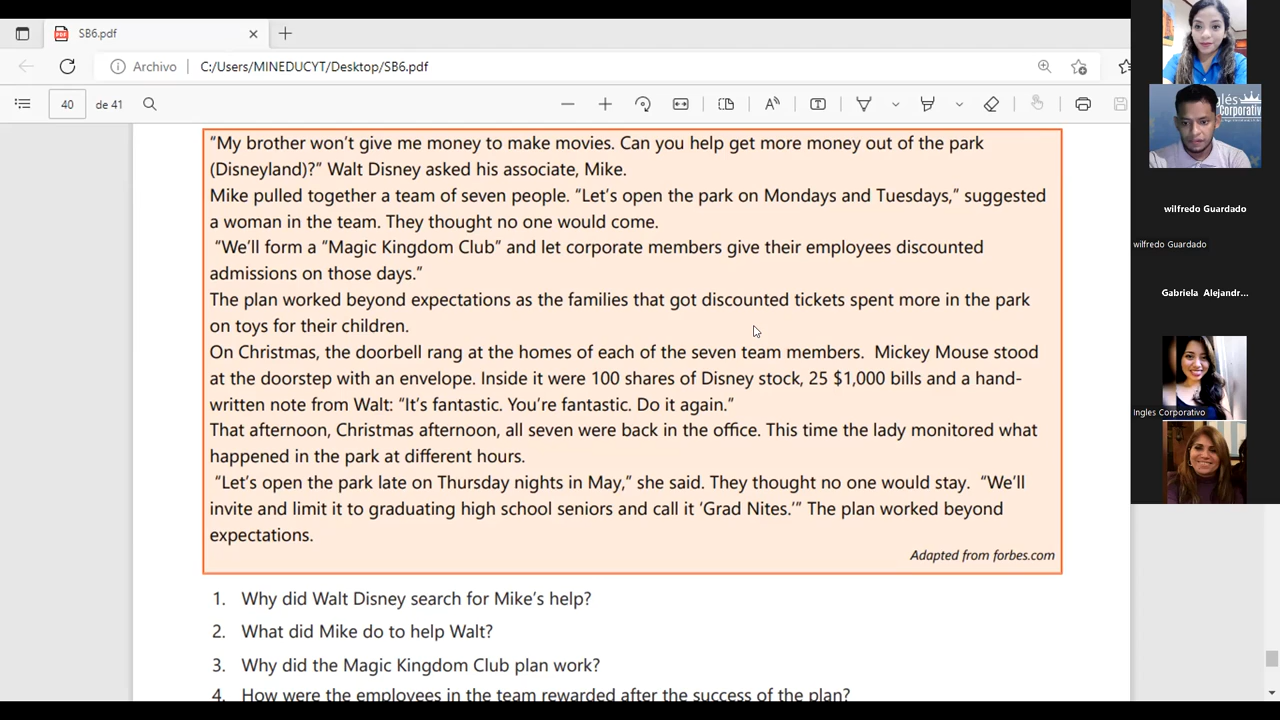 SB6.pdf
Archivo
C:/Users/MINEDUCYT/Desktop/SB6.pdf
40 de 41
"My brother won't give me money to make movies. Can you help get more money out of the park
(Disneyland)?" Walt Disney asked his associate, Mike.
Mike pulled together a team of seven people. "Let's open the park on Mondays and Tuesdays," suggested
a woman in the team. They thought no one would come.
"We'll form a "Magic Kingdom Club" and let corporate members give their employees discounted
admissions on those days."
The plan worked beyond expectations as the families that got discounted tickets spent more in the park
on toys for their children.
On Christmas, the doorbell rang at the homes of each of the seven team members. Mickey Mouse stood
at the doorstep with an envelope. Inside it were 100 shares of Disney stock, 25 $1,000 bills and a hand-
written note from Walt: "It's fantastic. You're fantastic. Do it again."
That afternoon, Christmas afternoon, all seven were back in the office. This time the lady monitored what
happened in the park at different hours.
"Let's open the park late on Thursday nights in May," she said. They thought no one would stay. "We'll
invite and limit it to graduating high school seniors and call it 'Grad Nites.'" The plan worked beyond
expectations.
Adapted from forbes.com
1. Why did Walt Disney search for Mike's help?
2. What did Mike do to help Walt?
3. Why did the Magic Kingdom Club plan work?
4. How were the employees in the team rewarded after the success of the plan?
wilfredo Guardado
wilfredo Guardado
Gabriela Alejandr...
Ingles Corporativo